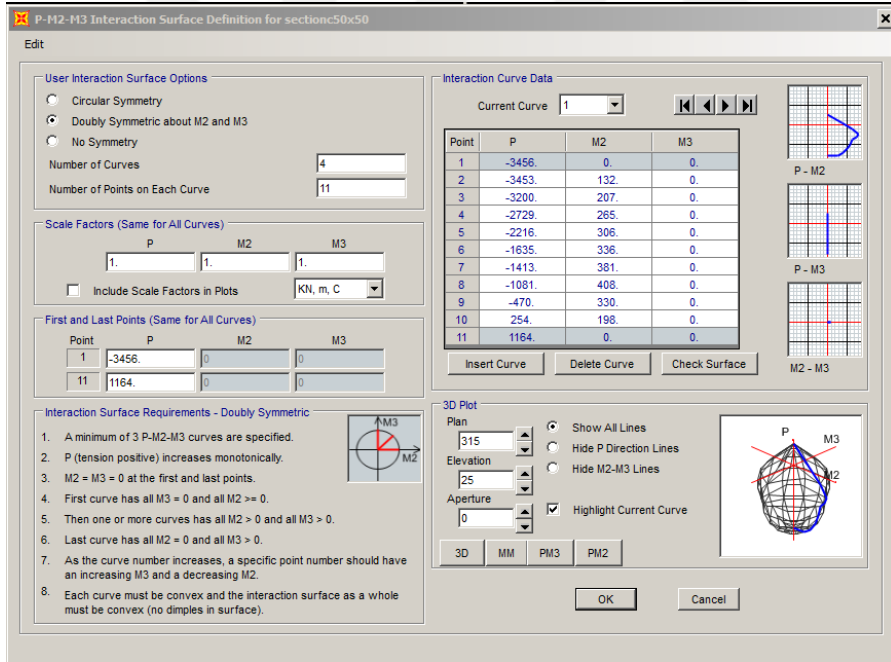 P-M2-M3 Interaction Surface Definition for sectionc50x50
Edit
User Interaction Surface Options
Circular Symmetry
Doubly Symmetric about M2 and M3
No Symmetry
Number of Curves 4
Number of Points on Each Curve 11
Scale Factors (Same for All Curves)
P M2 M3
1. 1. 1.
Include Scale Factors in Plots KN, m, C
First and Last Points (Same for All Curves)
Point P M2 M3
1 -3456. 0 0
11 1164. 0 0
Interaction Surface Requirements - Doubly Symmetric
1. A minimum of 3 P-M2-M3 curves are specified.
2. P (tension positive) increases monotonically.
3. M2 = M3 = 0 at the first and last points.
4. First curve has all M3 = 0 and all M2 >= 0.
5. Then one or more curves has all M2 > 0 and all M3 > 0.
6. Last curve has all M2 = 0 and all M3 > 0.
7. As the curve number increases, a specific point number should have
an increasing M3 and a decreasing M2.
8. Each curve must be convex and the interaction surface as a whole
must be convex (no dimples in surface).
M3
M2
Interaction Curve Data
Current Curve 1
Point P M2 M3
1 -3456. 0. 0.
2 -3453. 132. 0.
3 -3200. 207. 0.
4 -2729. 265. 0.
5 -2216. 306. 0.
6 -1635. 336. 0.
7 -1413. 381. 0.
8 -1081. 408. 0.
9 -470. 330. 0.
10 254. 198. 0.
11 1164. 0. 0.
Insert Curve Delete Curve Check Surface
P - M2
P - M3
M2 - M3
3D Plot
Plan
315
Elevation
25
Aperture
0
Show All Lines
Hide P Direction Lines
Hide M2-M3 Lines
Highlight Current Curve
3D MM PM3 PM2
P
M3
M2
OK Cancel